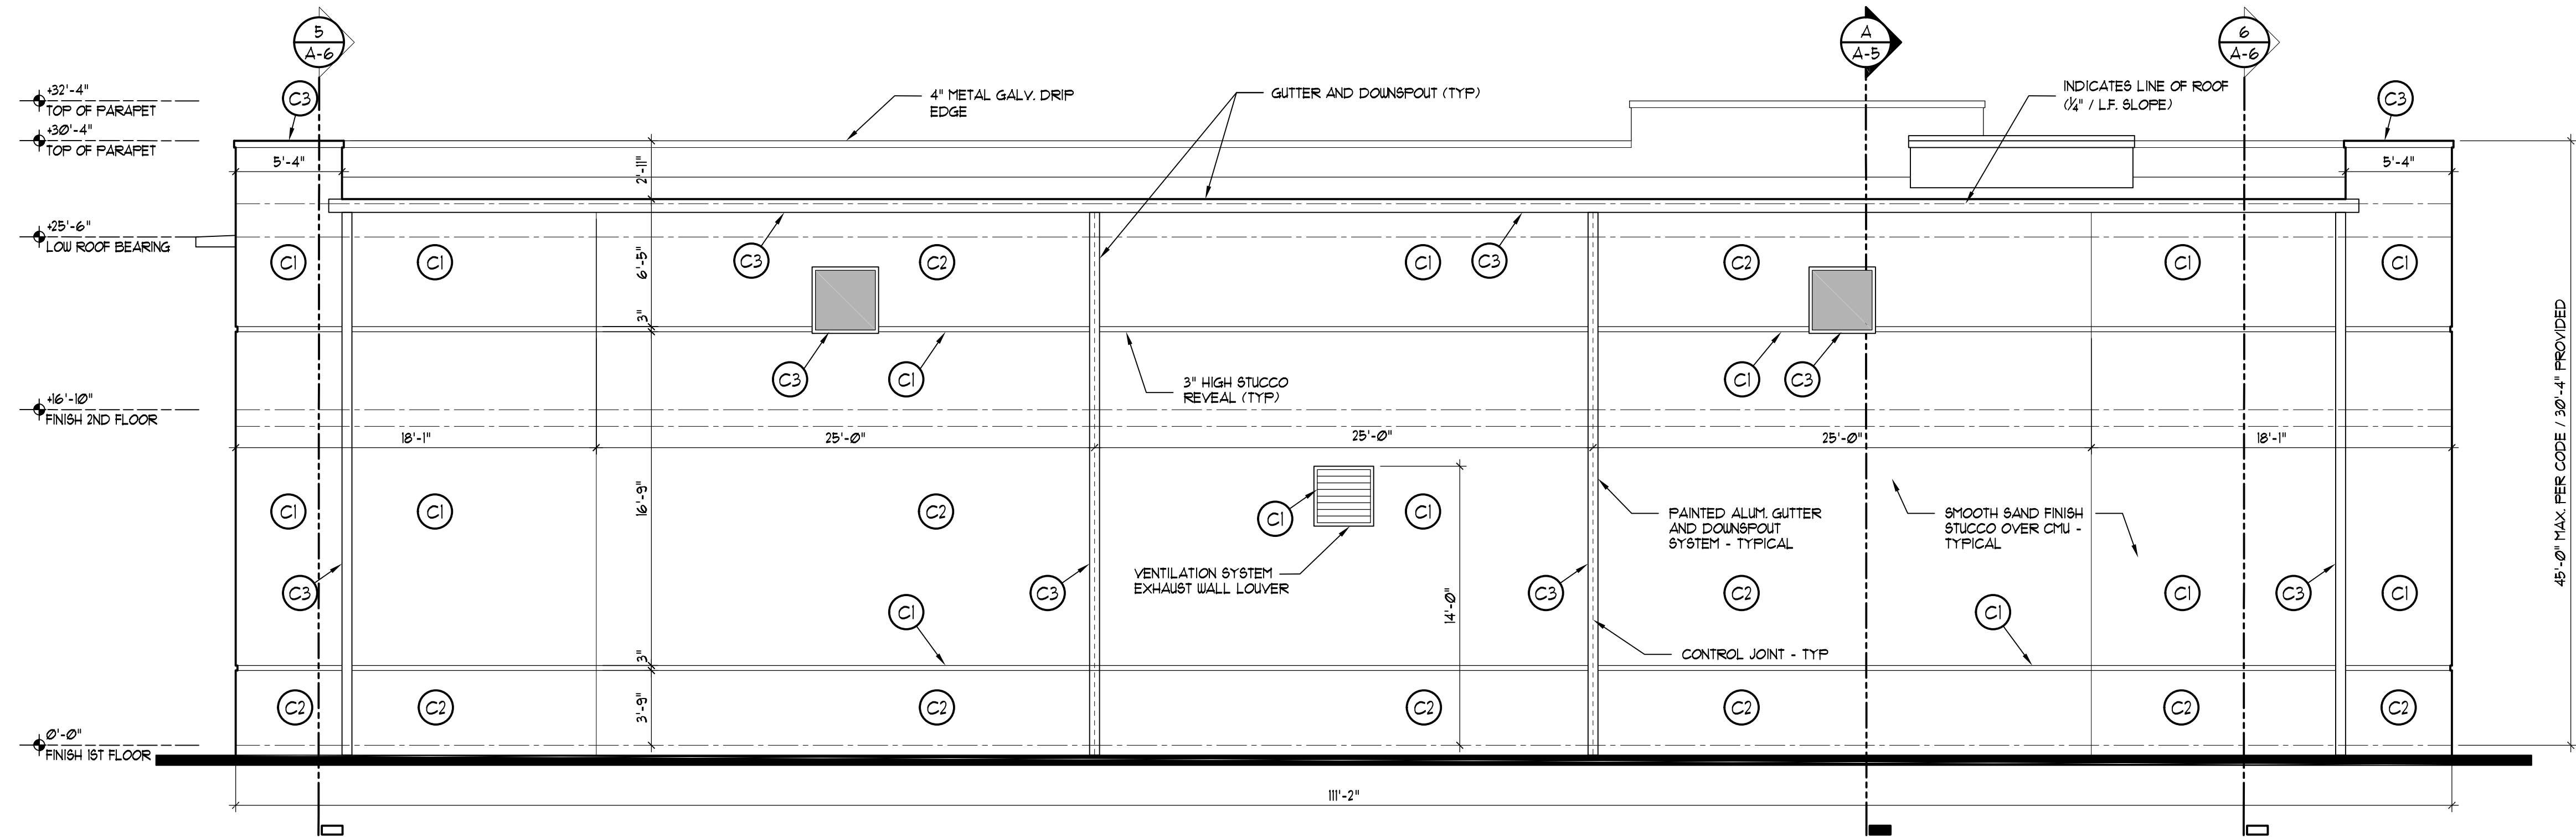 5
A-6
A
A-5
6
A-6
+32'-4"
TOP OF PARAPET
+30'-4"
TOP OF PARAPET
C3
4" METAL GALV. DRIP
EDGE
GUTTER AND DOWNSPOUT (TYP)
INDICATES LINE OF ROOF
(1/4" / L.F. SLOPE)
C3
5'-4"
2'-11"
5'-4"
+25'-6"
LOW ROOF BEARING
C1
C1
6'-5"
C3
C2
C1
C3
C2
C1
C1
3"
C3
C1
3" HIGH STUCCO
REVEAL (TYP)
C1
C3
+16'-10"
FINISH 2ND FLOOR
18'-1"
25'-0"
25'-0"
25'-0"
18'-1"
45'-0" MAX. PER CODE / 30'-4" PROVIDED
C1
C1
16'-9"
C2
C1
C1
PAINTED ALUM. GUTTER
AND DOWNSPOUT
SYSTEM - TYPICAL
SMOOTH SAND FINISH
STUCCO OVER CMU -
TYPICAL
VENTILATION SYSTEM
EXHAUST WALL LOUVER
C3
C3
14'-0"
C3
C2
C1
C3
C1
C1
C1
3"
CONTROL JOINT - TYP
C2
C2
3'-9"
C2
C2
C2
C2
C2
0'-0"
FINISH 1ST FLOOR
111'-2"